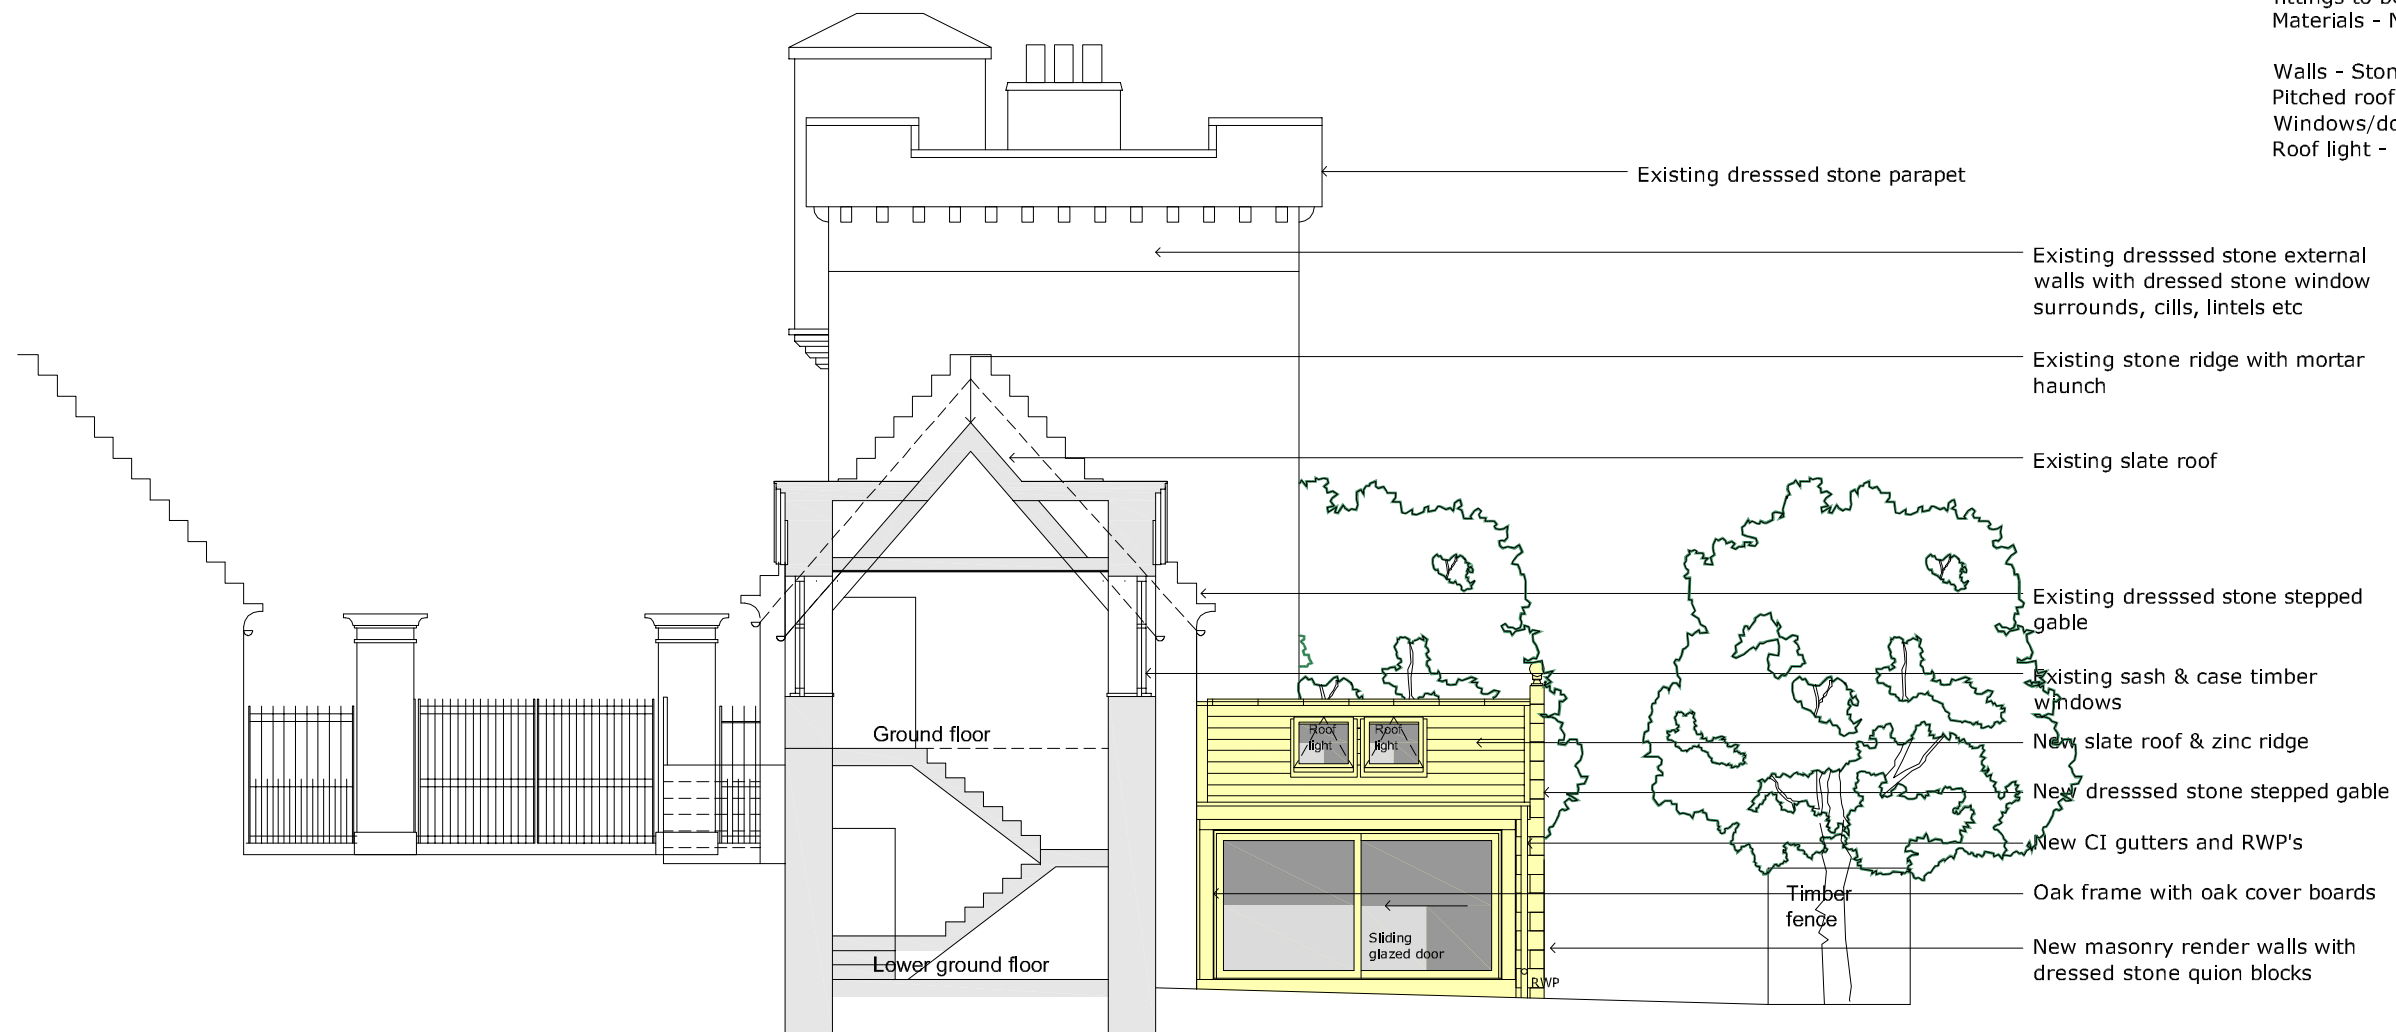 Materials -
Walls -
Pitched roof
Roof light -
Existing dresssed stone parapet
Existing dresssed stone external
walls with dressed stone window
surrounds, cills, lintels etc
Existing stone ridge with mortar
haunch
Existing slate roof
Existing dresssed stone stepped
gable
Existing sash & case timber
windows
New slate roof & zinc ridge
New dresssed stone stepped gable
New CI gutters and RWP's
Oak frame with oak cover boards
New masonry render walls with
dressed stone quion blocks
Ground floor
Lower ground floor
Roof
light
Roof
light
Sliding
glazed door
RWP
Timber
fence